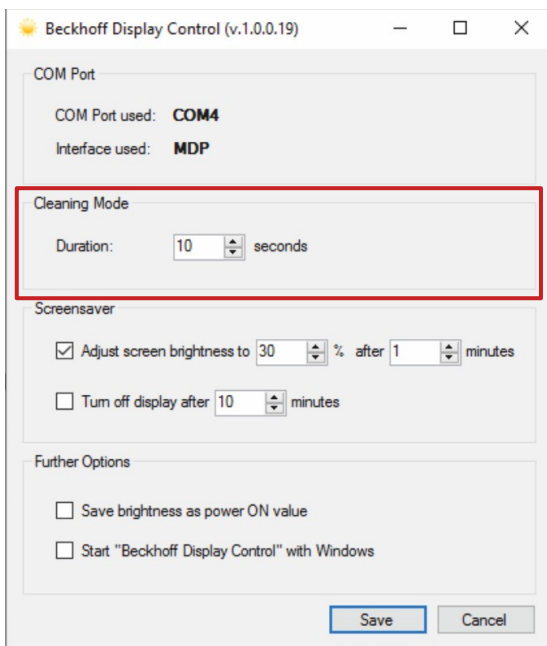 Beckhoff Display Control (v.1.0.0.19)
COM Port
COM Port used: COM4
Interface used: MDP
Cleaning Mode
Duration: 10 seconds
Screensaver
Adjust screen brightness to 30 % after 1 minutes
Turn off display after 10 minutes
Further Options
Save brightness as power ON value
Start "Beckhoff Display Control" with Windows
Save Cancel